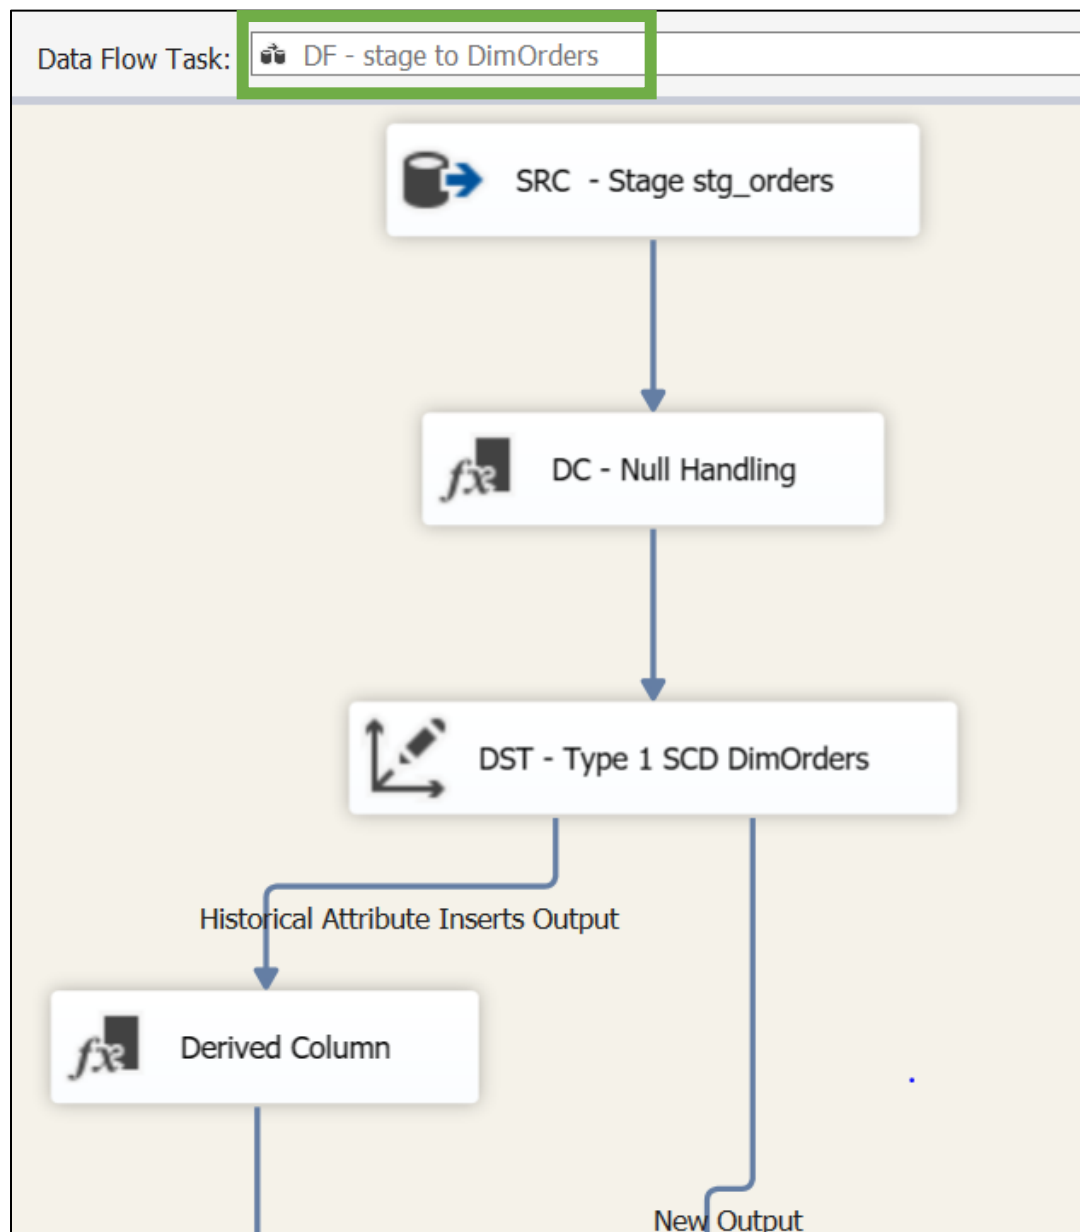 Data Flow Task: DF - stage to DimOrders
SRC - Stage stg_orders
DC - Null Handling
DST - Type 1 SCD DimOrders
Historical Attribute Inserts Output
Derived Column
New Output